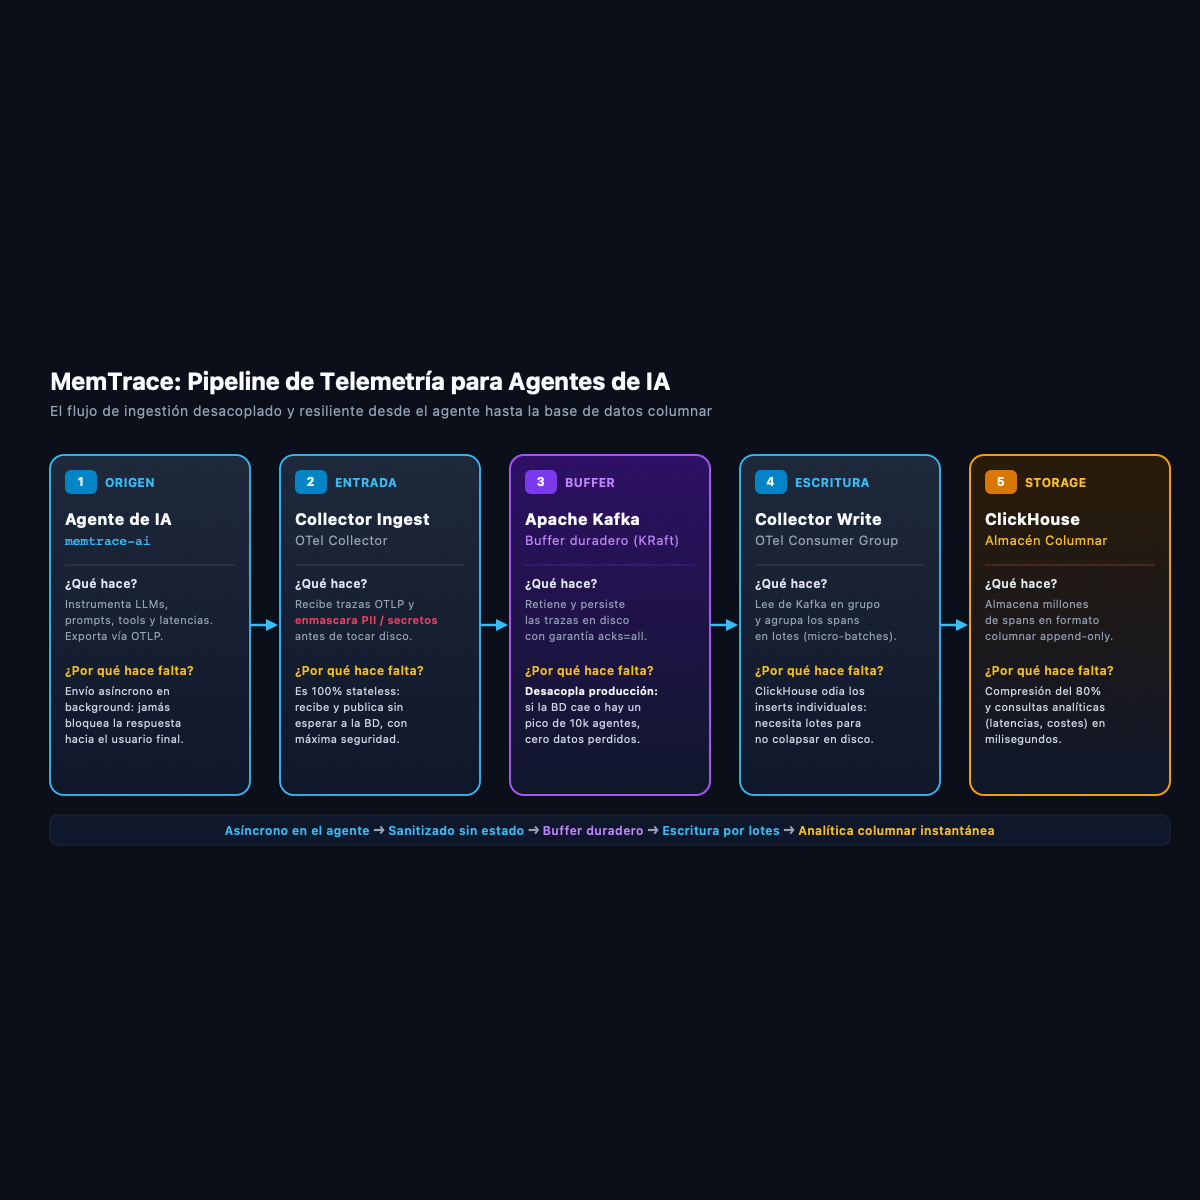 MemTrace: Pipeline de Telemetría para Agentes de IA
El flujo de ingestión desacoplado y resiliente desde el agente hasta la base de datos columnar
1 ORIGEN
Agente de IA
memtrace-ai
¿Qué hace?
Instrumenta LLMs,
prompts, tools y latencias.
Exporta vía OTLP.
¿Por qué hace falta?
Envío asíncrono en
background: jamás
bloquea la respuesta
hacia el usuario final.
2 ENTRADA
Collector Ingest
OTel Collector
¿Qué hace?
Recibe trazas OTLP y
enmascara PII / secretos
antes de tocar disco.
¿Por qué hace falta?
Es 100% stateless:
recibe y publica sin
esperar a la BD, con
máxima seguridad.
3 BUFFER
Apache Kafka
Buffer duradero (KRaft)
¿Qué hace?
Retiene y persiste
las trazas en disco
con garantía acks=all.
¿Por qué hace falta?
Desacopla producción:
si la BD cae o hay un
pico de 10k agentes,
cero datos perdidos.
4 ESCRITURA
Collector Write
OTel Consumer Group
¿Qué hace?
Lee de Kafka en grupo
y agrupa los spans
en lotes (micro-batches).
¿Por qué hace falta?
ClickHouse odia los
inserts individuales:
necesita lotes para
no colapsar en disco.
5 STORAGE
ClickHouse
Almacén Columnar
¿Qué hace?
Almacena millones
de spans en formato
columnar append-only.
¿Por qué hace falta?
Compresión del 80%
y consultas analíticas
(latencias, costes) en
milisegundos.
Asíncrono en el agente → Sanitizado sin estado → Buffer duradero → Escritura por lotes → Analítica columnar instantánea